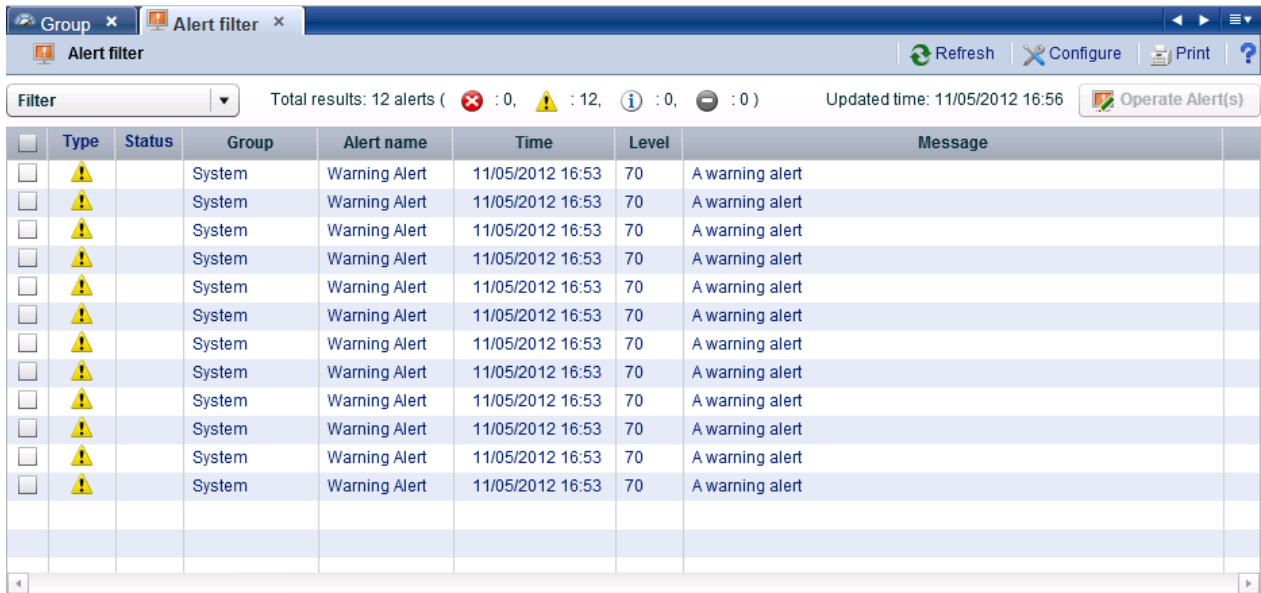 Group × Alert filter ×
Alert filter Refresh Configure Print ?
Filter Total results: 12 alerts ( : 0, : 12, : 0, : 0 ) Updated time: 11/05/2012 16:56 Operate Alert(s)
Type Status Group Alert name Time Level Message
System Warning Alert 11/05/2012 16:53 70 A warning alert
System Warning Alert 11/05/2012 16:53 70 A warning alert
System Warning Alert 11/05/2012 16:53 70 A warning alert
System Warning Alert 11/05/2012 16:53 70 A warning alert
System Warning Alert 11/05/2012 16:53 70 A warning alert
System Warning Alert 11/05/2012 16:53 70 A warning alert
System Warning Alert 11/05/2012 16:53 70 A warning alert
System Warning Alert 11/05/2012 16:53 70 A warning alert
System Warning Alert 11/05/2012 16:53 70 A warning alert
System Warning Alert 11/05/2012 16:53 70 A warning alert
System Warning Alert 11/05/2012 16:53 70 A warning alert
System Warning Alert 11/05/2012 16:53 70 A warning alert